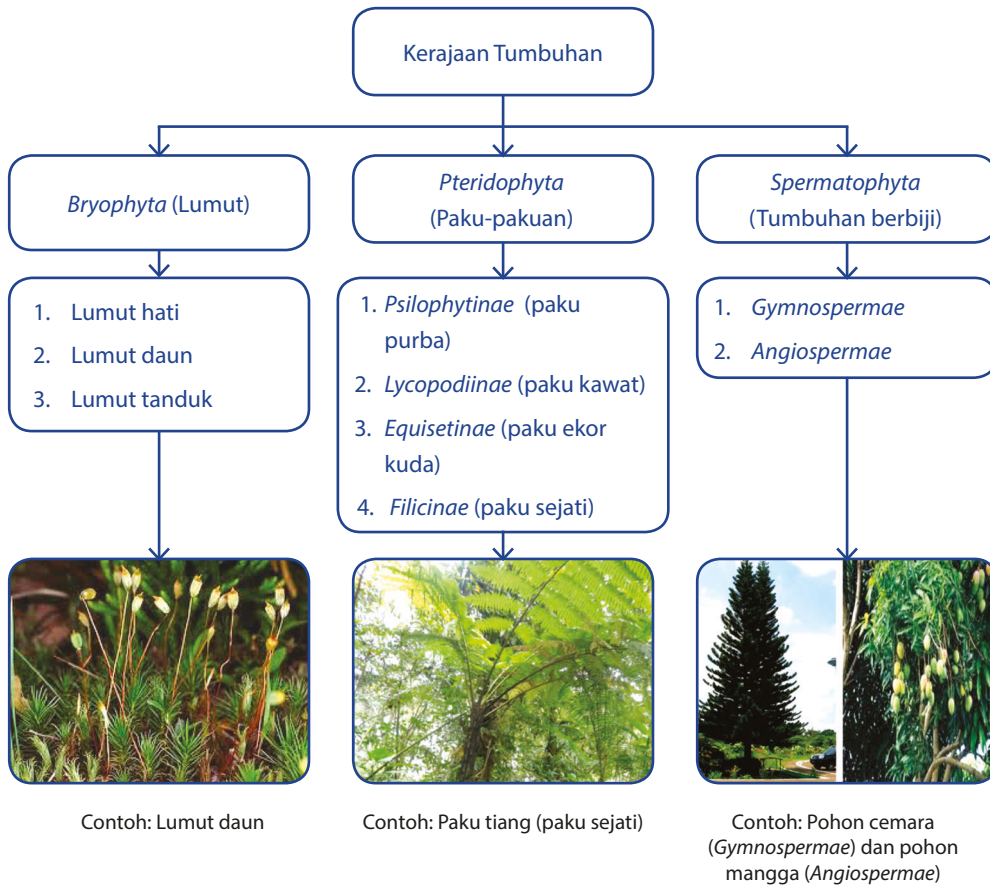 Kerajaan Tumbuhan
Bryophyta (Lumut)
Pteridophyta
(Paku-pakuan)
Spermatophyta
(Tumbuhan berbiji)
1. Lumut hati
2. Lumut daun
3. Lumut tanduk
1. Psilophytinae (paku
purba)
2. Lycopodiinae (paku kawat)
3. Equisetinae (paku ekor
kuda)
4. Filicinae (paku sejati)
1. Gymnospermae
2. Angiospermae
Contoh: Lumut daun
Contoh: Paku tiang (paku sejati)
Contoh: Pohon cemara
(Gymnospermae) dan pohon
mangga (Angiospermae)